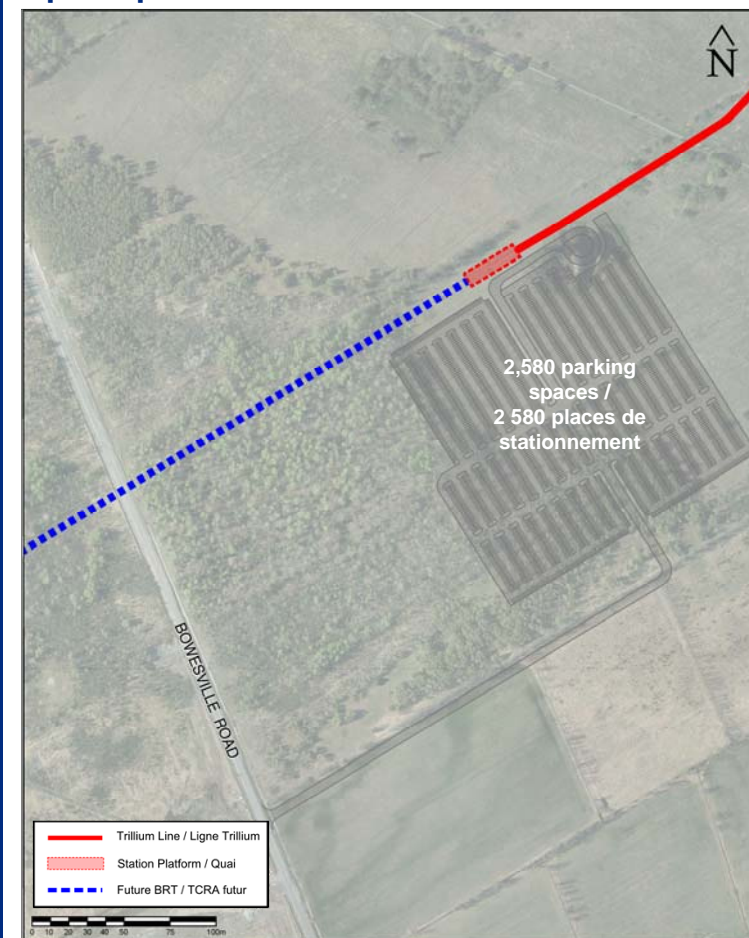 N
2,580 parking
spaces /
2 580 places de
stationnement
BOWESVILLE ROAD
Trillium Line / Ligne Trillium
Station Platform / Quai
Future BRT / TCRA futur
0 10 20 30 40 50 75 100m